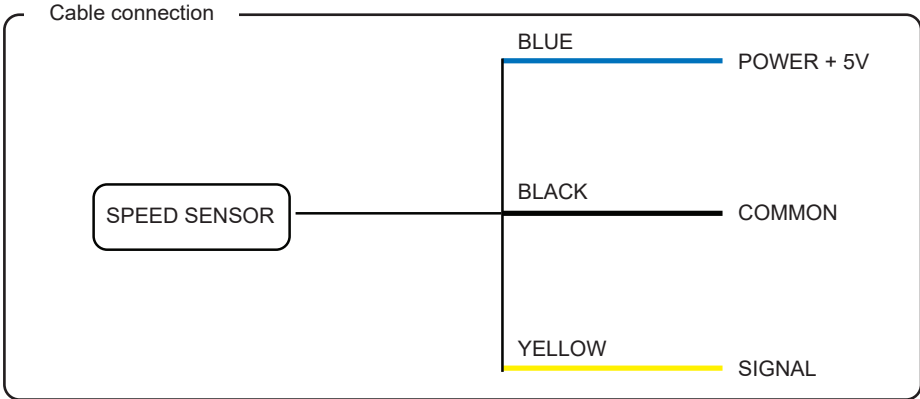 Cable connection
BLUE
POWER + 5V
BLACK
SPEED SENSOR
COMMON
YELLOW
SIGNAL